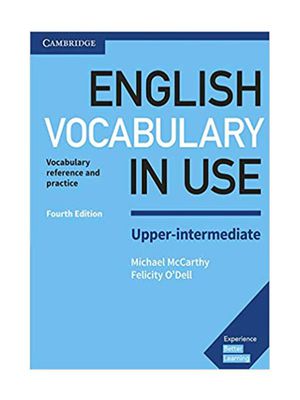 CAMBRIDGE
ENGLISH
VOCABULARY
IN USE
Vocabulary
reference and
practice
Fourth Edition
Upper-intermediate
Michael McCarthy
Felicity O'Dell
Experience
Better
Learning